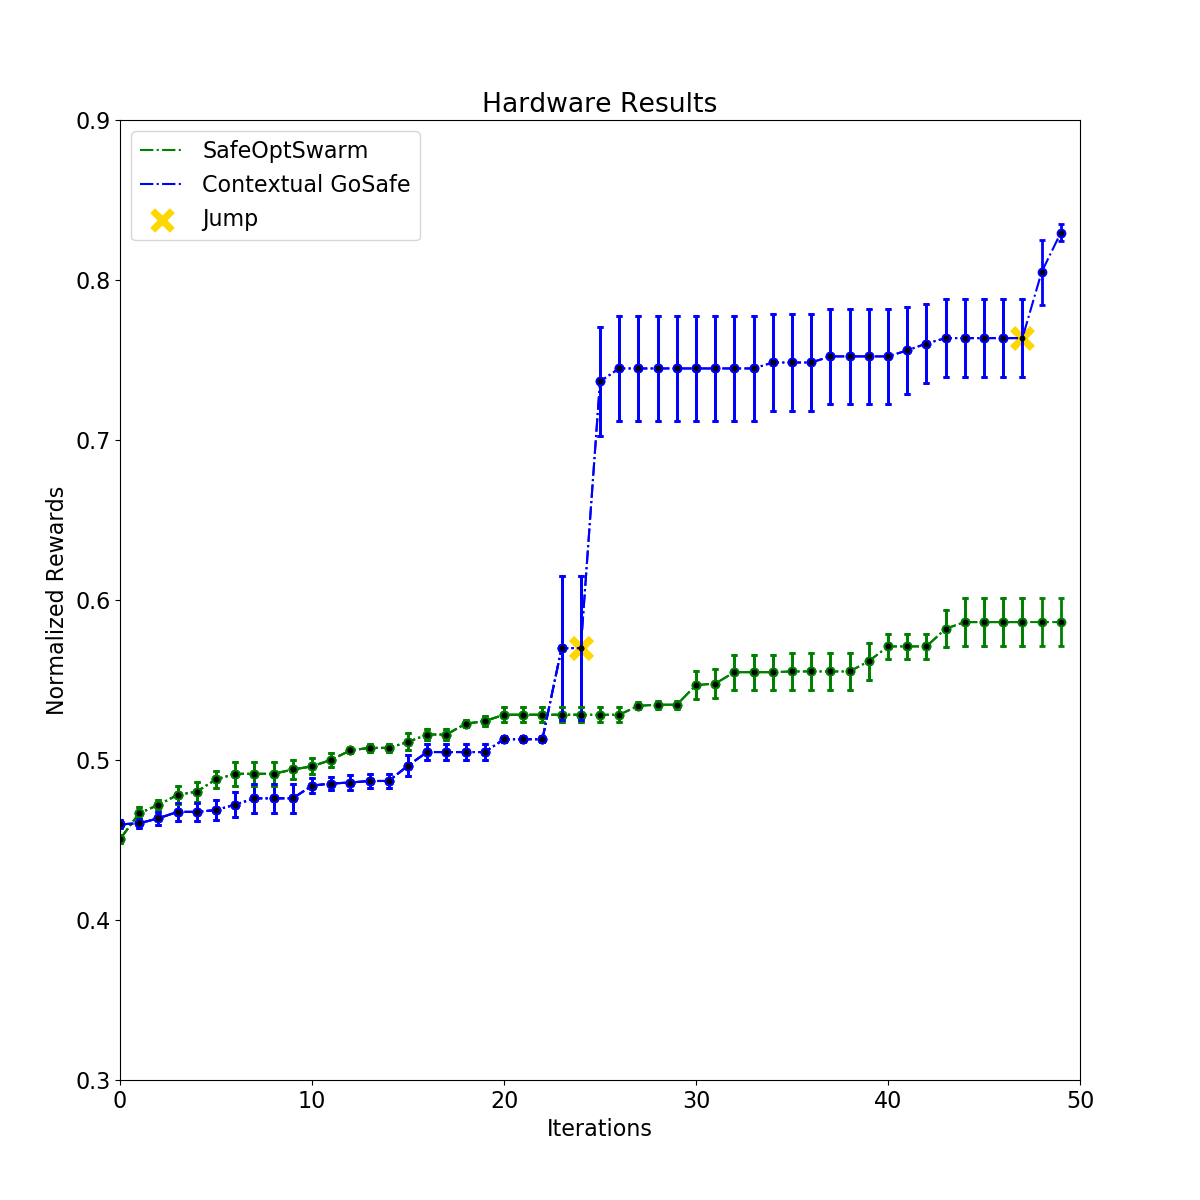 Hardware Results
SafeOptSwarm
Contextual GoSafe
Jump
0.9
0.8
0.7
0.6
0.5
0.4
0.3
Normalized Rewards
0 10 20 30 40 50
Iterations